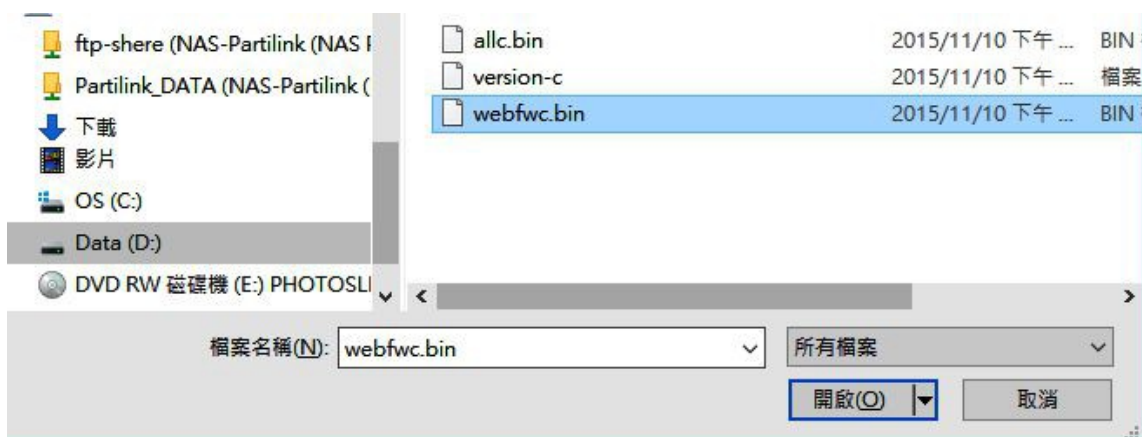 ftp-shere (NAS-Partilink (NAS
Partilink_DATA (NAS-Partilink (
下載
影片
OS (C:)
Data (D:)
DVD RW 磁碟機 (E:) PHOTOSL
allc.bin 2015/11/10 下午 ... BIN
version-c 2015/11/10 下午 ... 檔案
webfwc.bin 2015/11/10 下午 ... BIN
檔案名稱(N): webfwc.bin 所有檔案
開啟(O) 取消